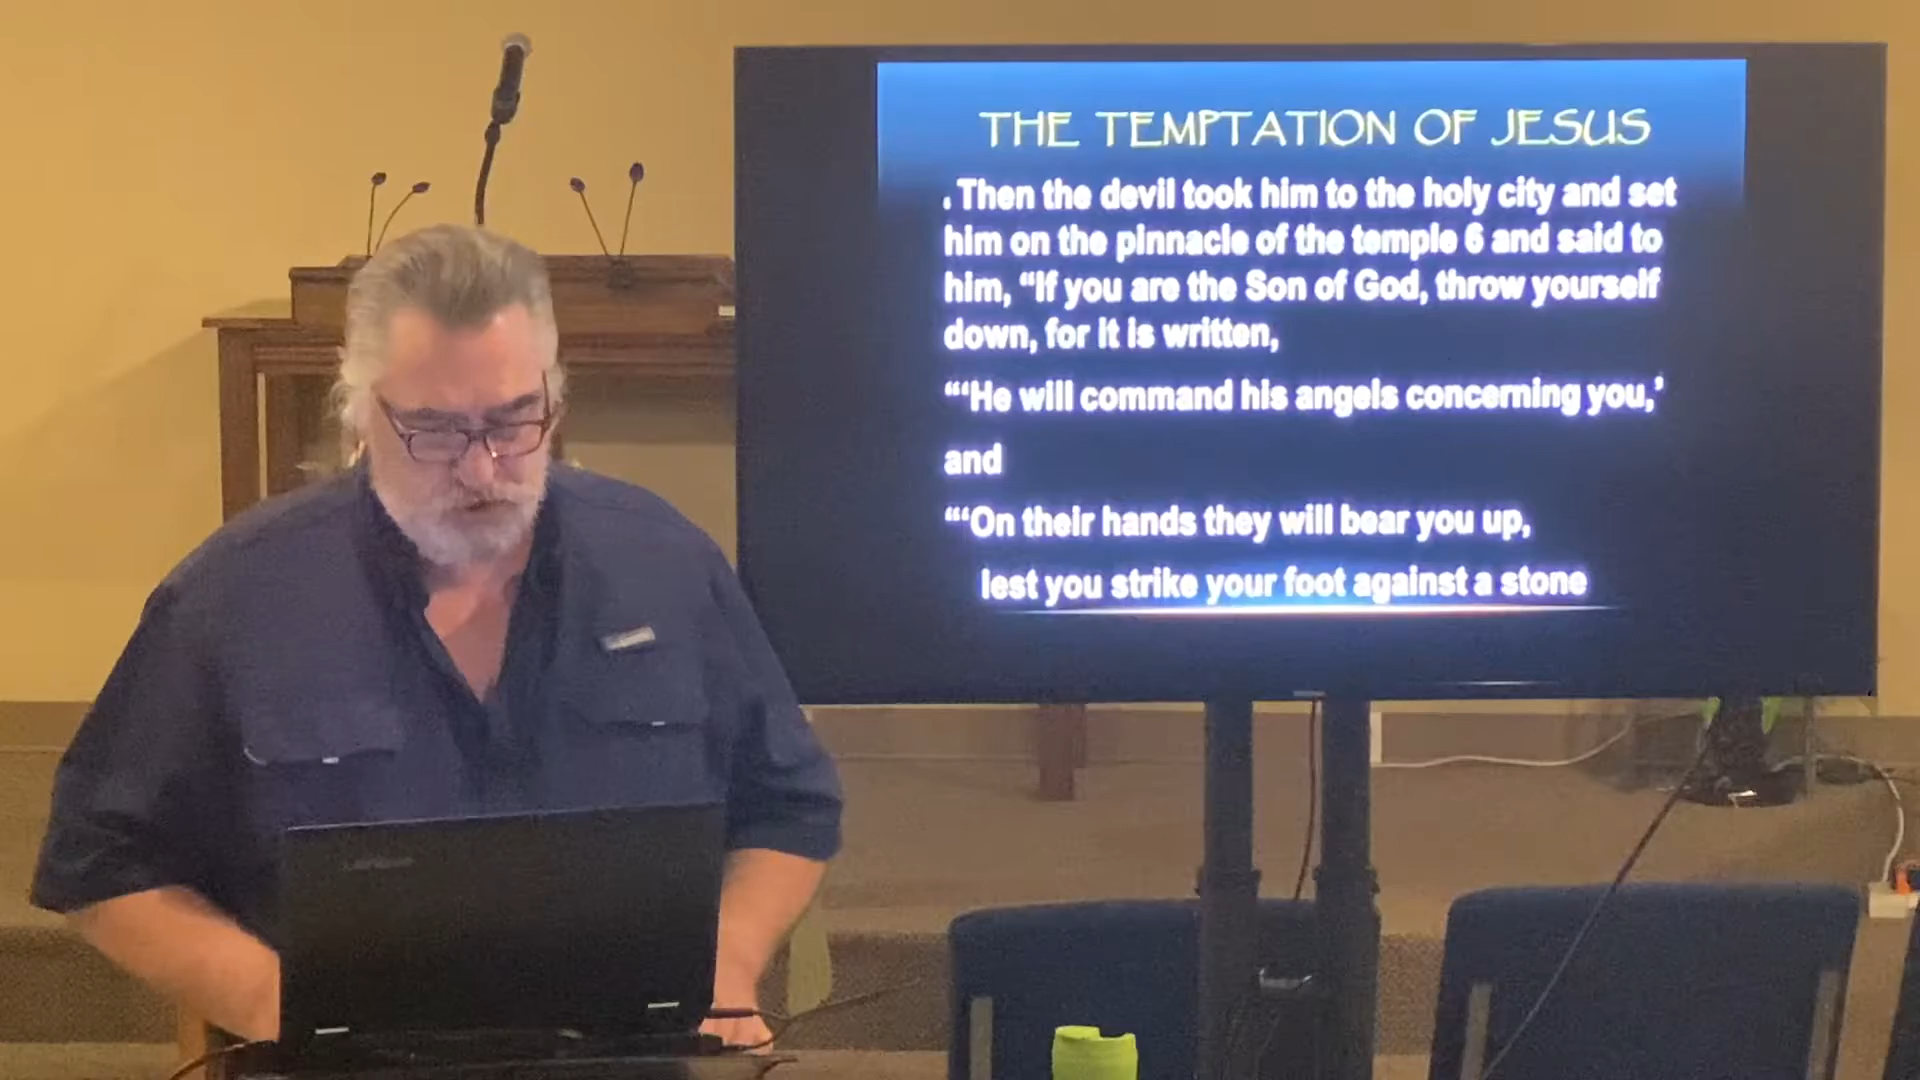 THE TEMPTATION OF JESUS
. Then the devil took him to the holy city and set
him on the pinnacle of the temple 6 and said to
him, “If you are the Son of God, throw yourself
down, for it is written,
“‘He will command his angels concerning you,’
and
“‘On their hands they will bear you up,
lest you strike your foot against a stone